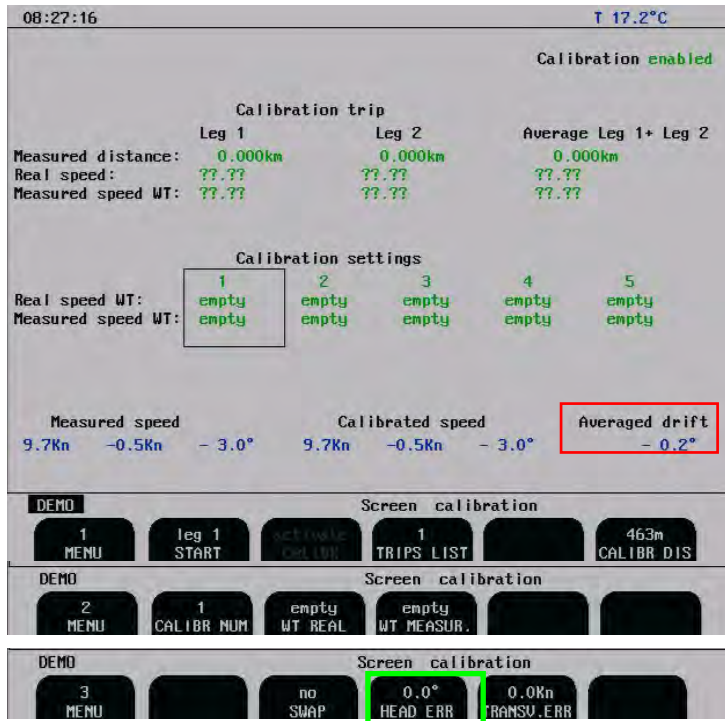 08:27:16 T 17.2°C
Calibration enabled
Calibration trip
Leg 1 Leg 2 Average Leg 1+ Leg 2
Measured distance: 0.000km 0.000km 0.000km
Real speed: ??.?? ??.?? ??.??
Measured speed WT: ??.?? ??.?? ??.??
Calibration settings
1 2 3 4 5
Real speed WT: empty empty empty empty empty
Measured speed WT: empty empty empty empty empty
Measured speed Calibrated speed Averaged drift
9.7Kn -0.5Kn - 3.0° 9.7Kn -0.5Kn - 3.0° - 0.2°
DEMO Screen calibration
1 leg 1 activate 1 463m
MENU START CALIBR TRIPS LIST CALIBR DIS
DEMO Screen calibration
2 1 empty empty
MENU CALIBR NUM WT REAL WT MEASUR.
DEMO Screen calibration
3 no 0.0° 0.0Kn
MENU SWAP HEAD ERR TRANSV.ERR